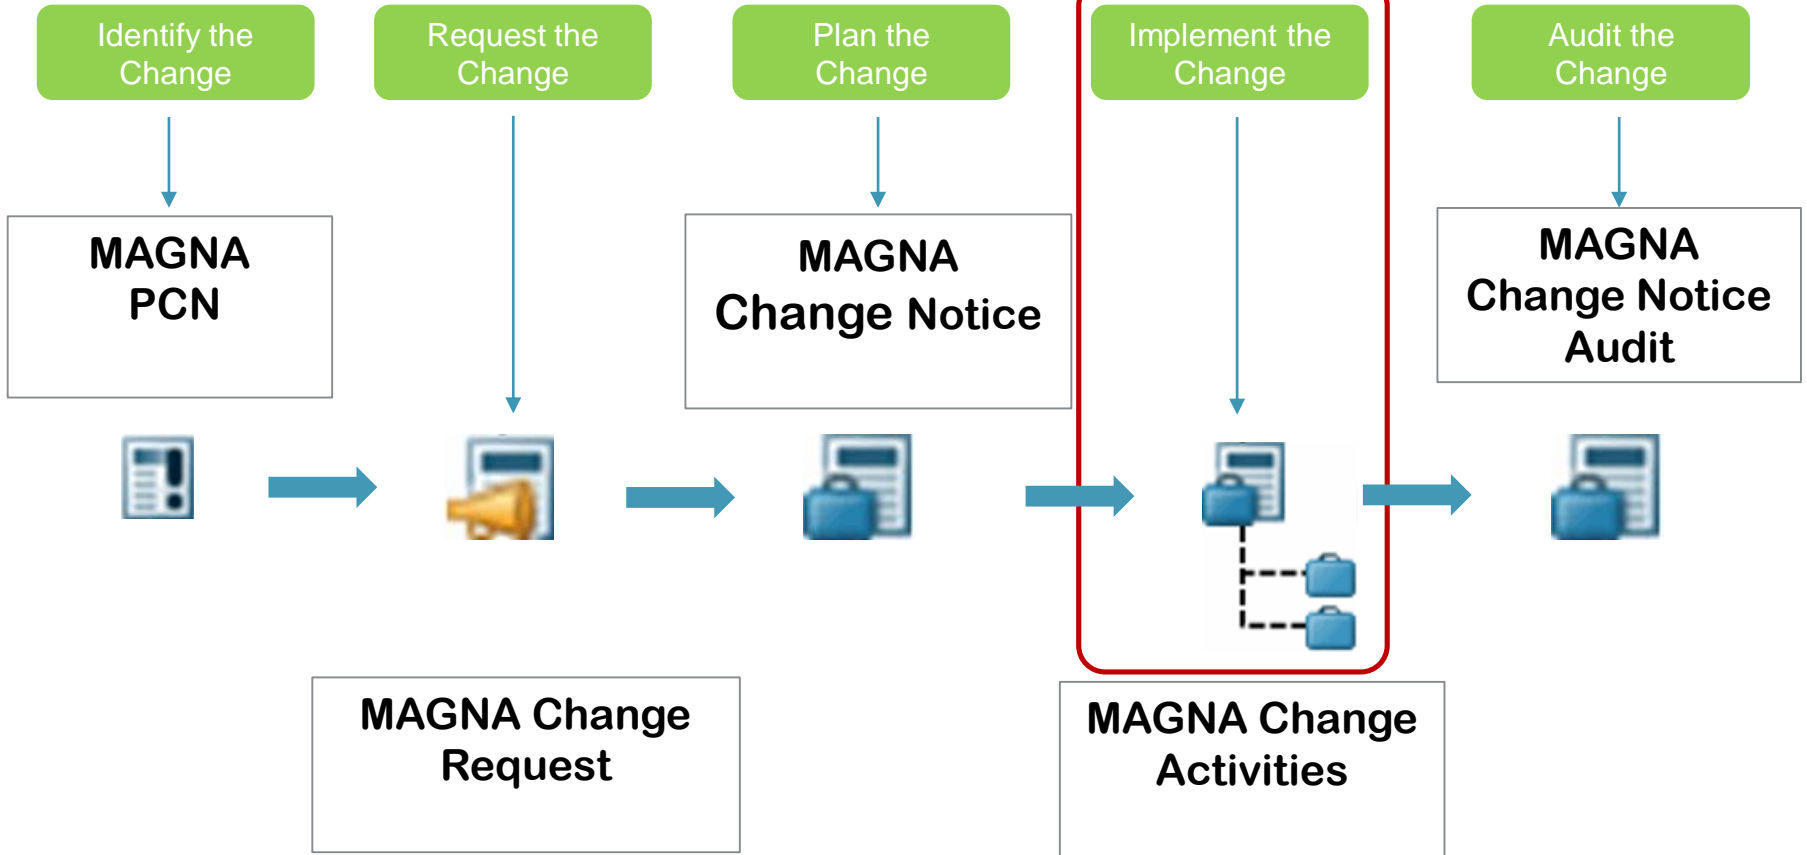 Identify the
Change
Request the
Change
Plan the
Change
Implement the
Change
Audit the
Change
MAGNA
PCN
MAGNA
Change Notice
MAGNA
Change Notice
Audit
MAGNA Change
Request
MAGNA Change
Activities